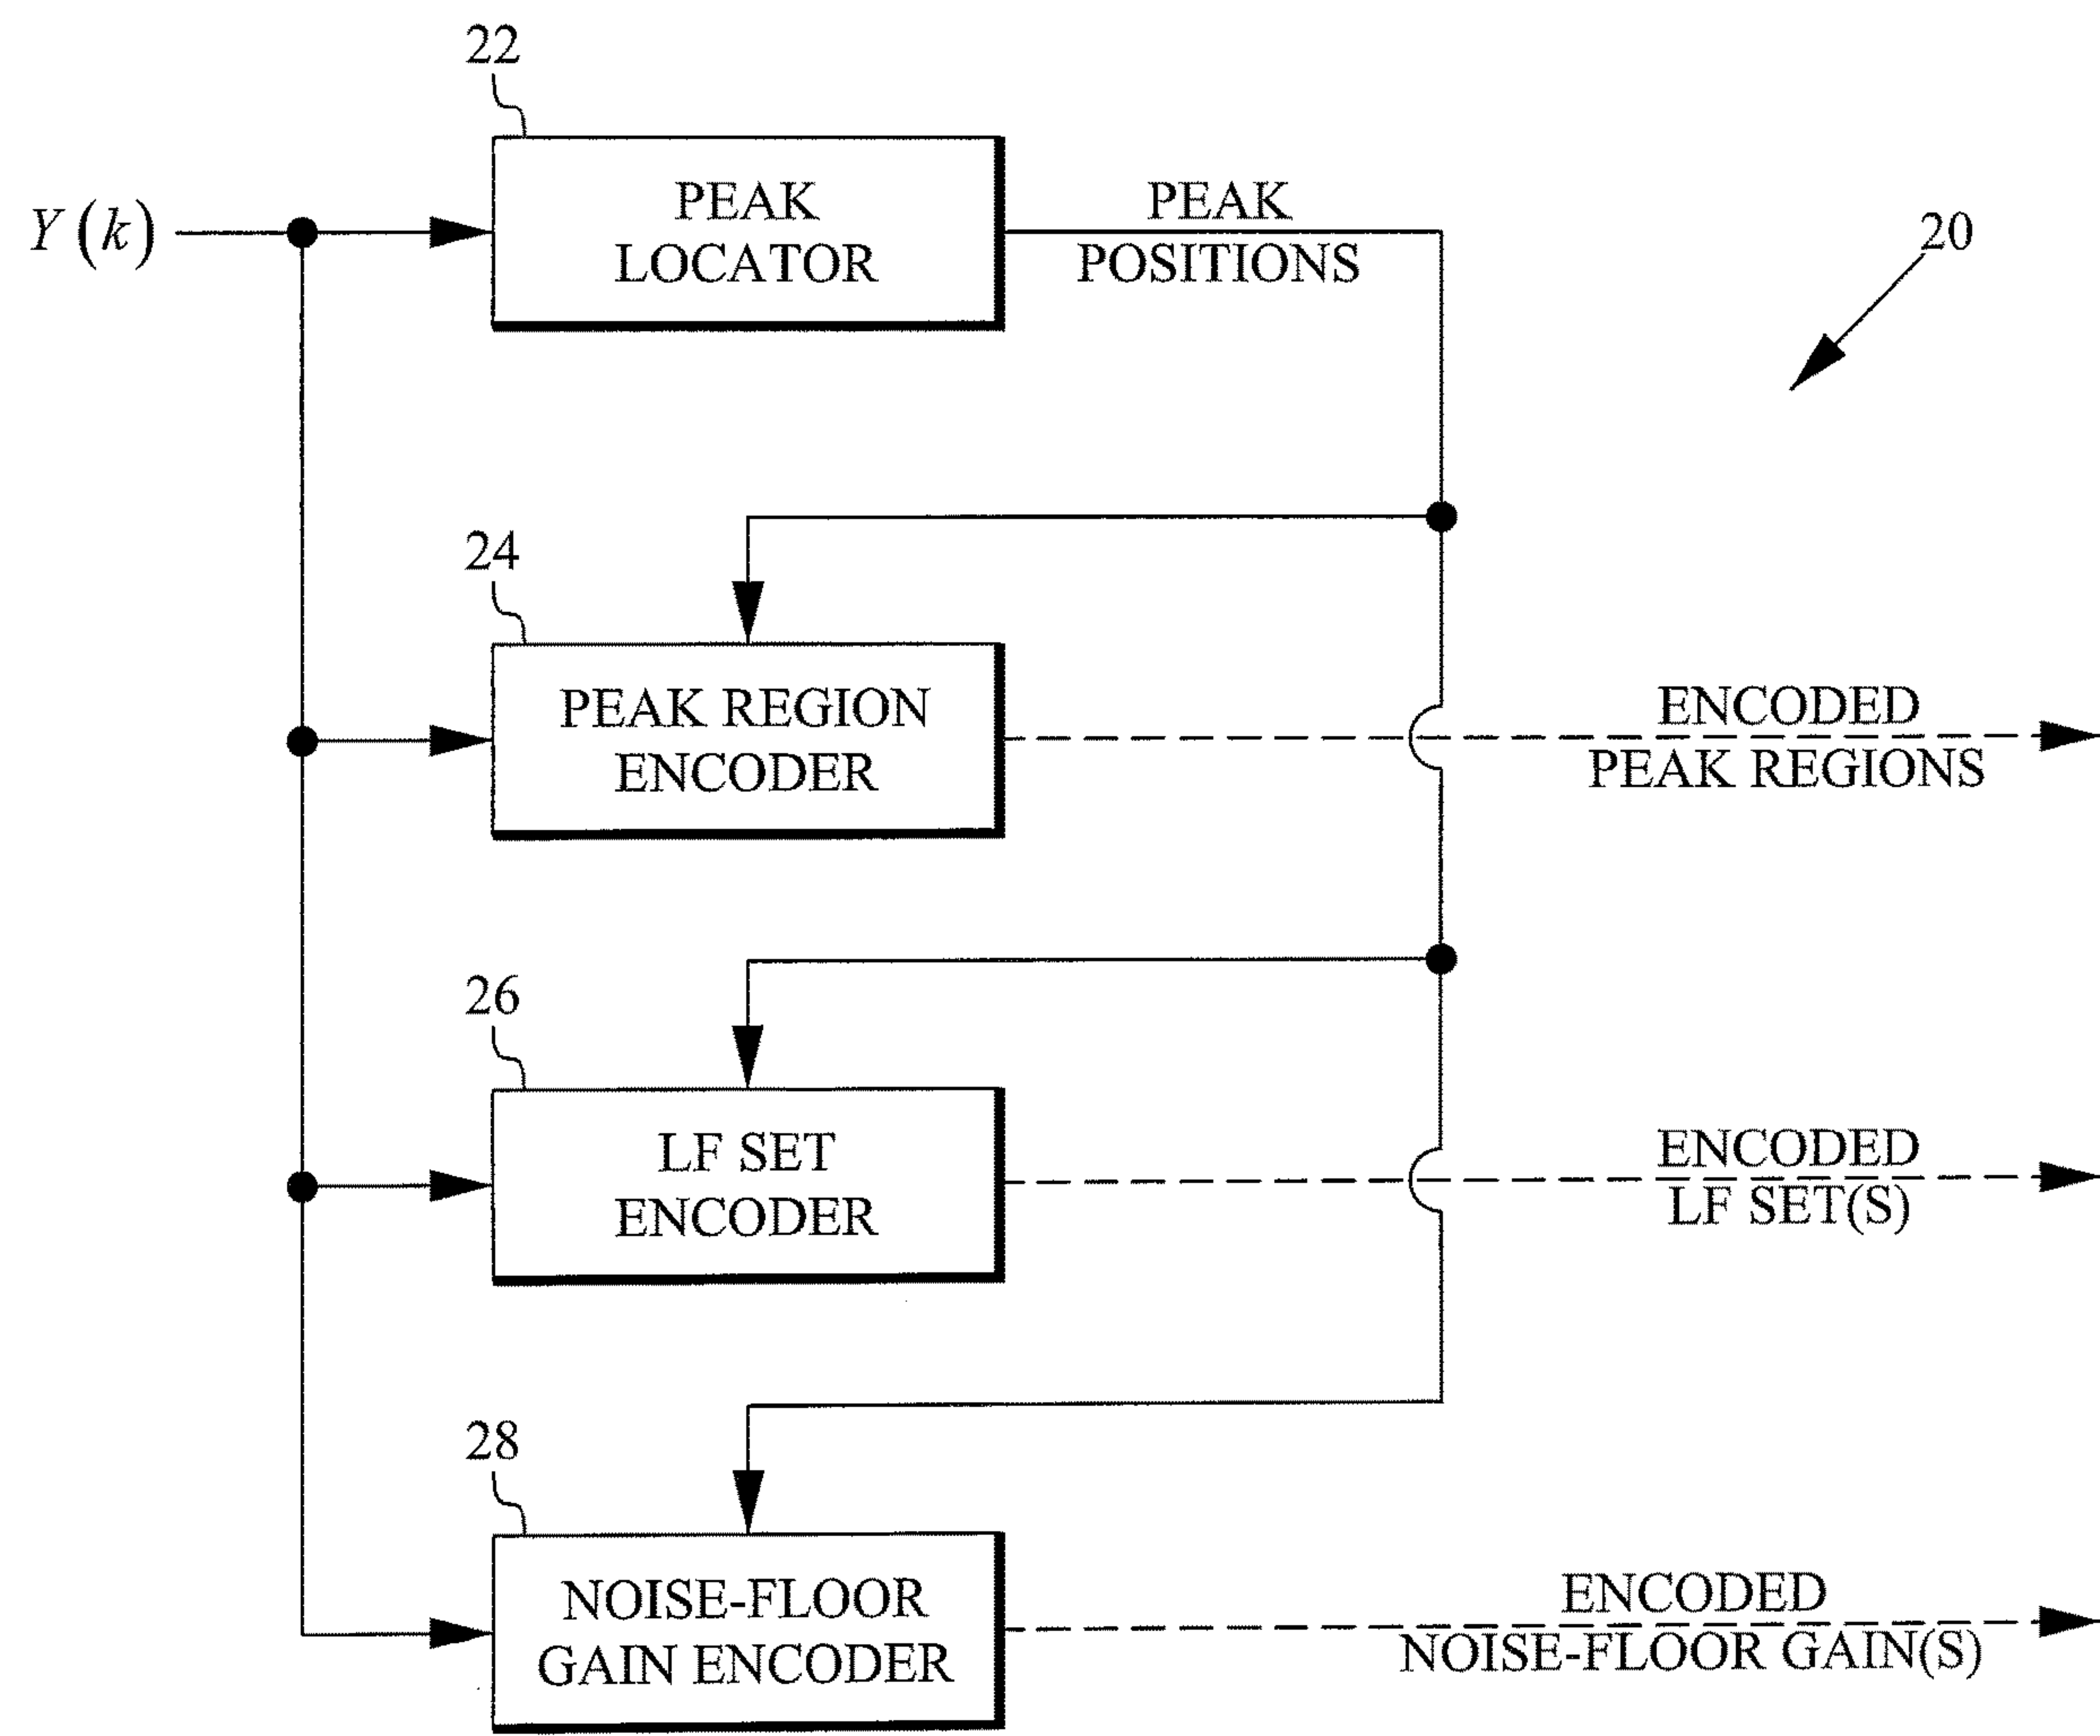 22
PEAK
LOCATOR
Y (k)
PEAK
POSITIONS
20
24
PEAK REGION
ENCODER
ENCODED
PEAK REGIONS
26
LF SET
ENCODER
ENCODED
LF SET(S)
28
NOISE-FLOOR
GAIN ENCODER
ENCODED
NOISE-FLOOR GAIN(S)